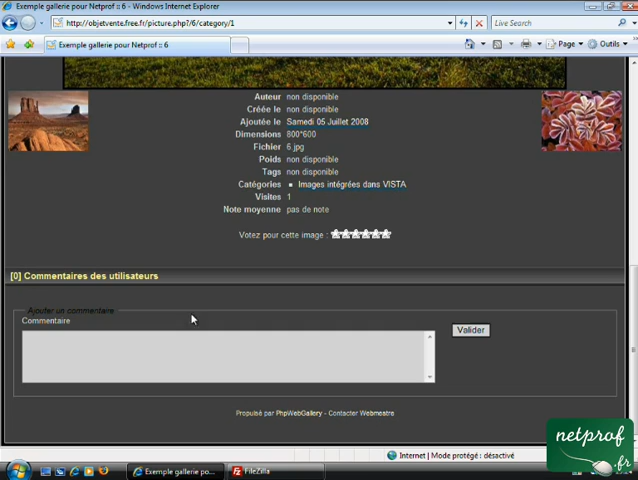 Exemple gallerie pour Netprof :: 6 - Windows Internet Explorer
http://objetvente.free.fr/picture.php?/6/category/1
Live Search
Exemple gallerie pour Netprof :: 6
Page
Outils
Auteur non disponible
Créée le non disponible
Ajoutée le Samedi 05 Juillet 2008
Dimensions 800*600
Fichier 6.jpg
Poids non disponible
Tags non disponible
Catégories Images intégrées dans VISTA
Visites 1
Note moyenne pas de note
Votez pour cette image :
[0] Commentaires des utilisateurs
Ajouter un commentaire
Commentaire
Valider
Propulsé par PhpWebGallery - Contacter Webmestre
Internet | Mode protégé : désactivé
Exemple gallerie po...
FileZilla
netprof
.fr